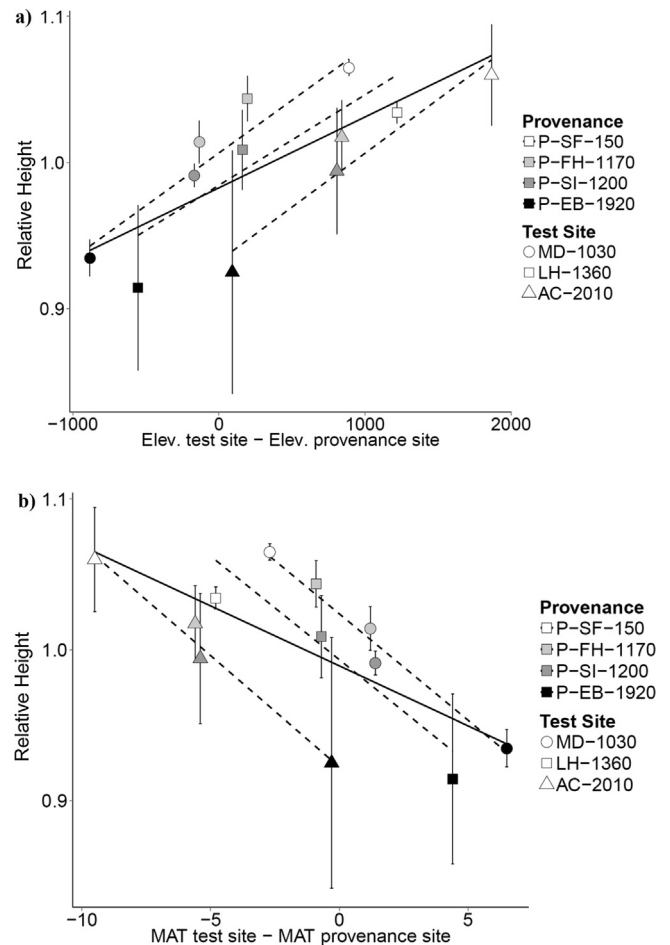 a)
1.1
1.0
0.9
Relative Height
−1000
0
1000
2000
Elev. test site − Elev. provenance site
Provenance
P−SF−150
P−FH−1170
P−SI−1200
P−EB−1920
Test Site
MD−1030
LH−1360
AC−2010
b)
1.1
1.0
0.9
Relative Height
−10
−5
0
5
MAT test site − MAT provenance site
Provenance
P−SF−150
P−FH−1170
P−SI−1200
P−EB−1920
Test Site
MD−1030
LH−1360
AC−2010